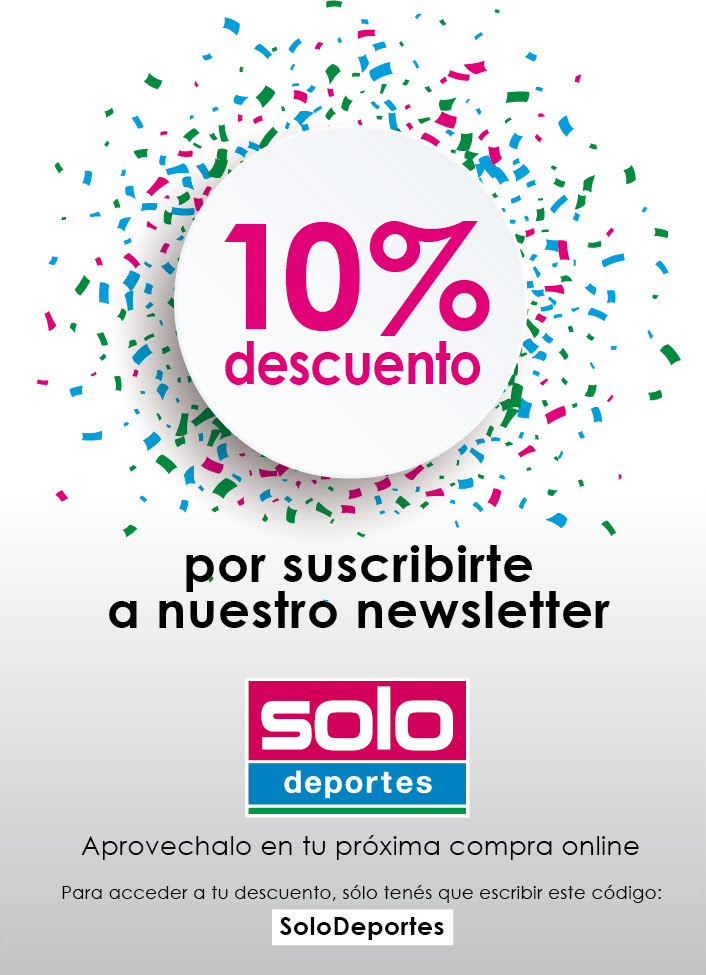 10%
descuento
por suscribirte
a nuestro newsletter
solo
deportes
Aprovechalo en tu próxima compra online
Para acceder a tu descuento, sólo tenés que escribir este código:
SoloDeportes